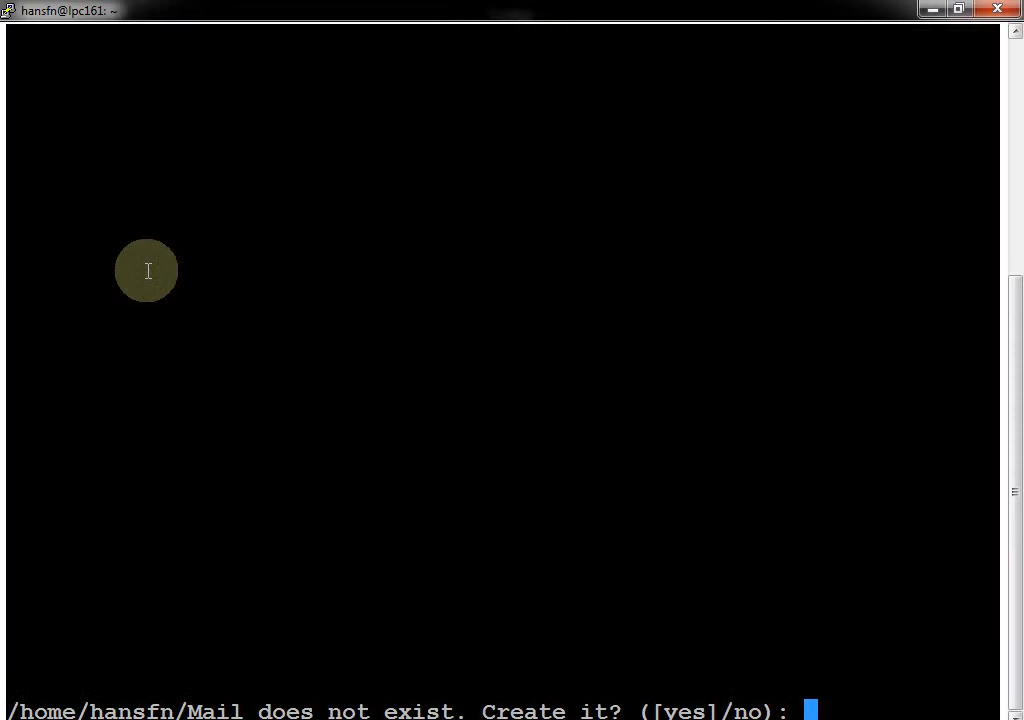 hansfn@lpc161: ~
/home/hansfn/Mail does not exist. Create it? ([yes]/no):